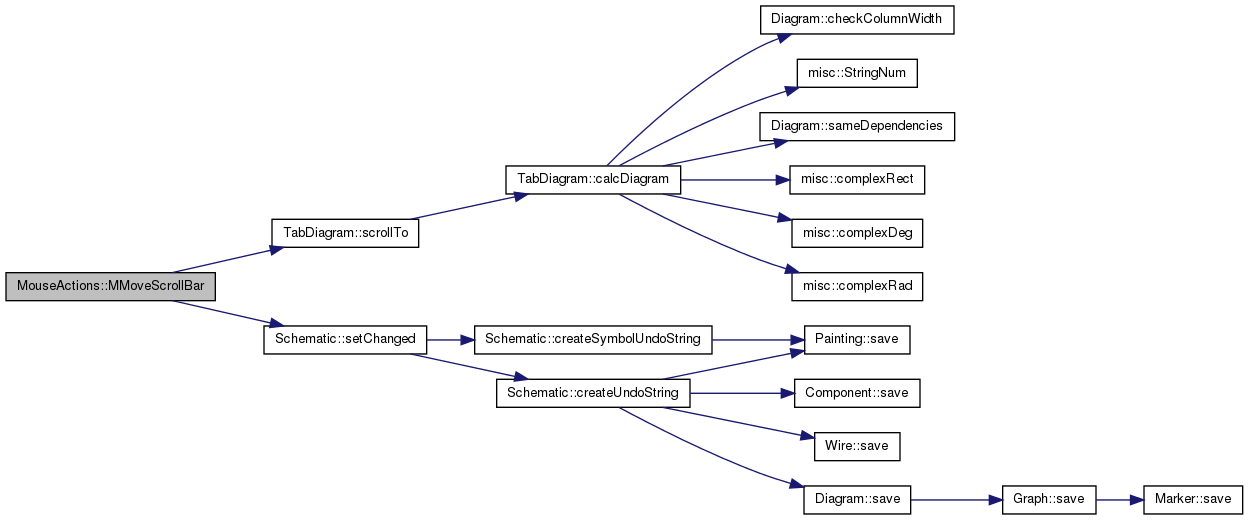 Diagram::checkColumnWidth
misc::StringNum
Diagram::sameDependencies
TabDiagram::calcDiagram
misc::complexRect
TabDiagram::scrollTo
misc::complexDeg
MouseActions::MMoveScrollBar
misc::complexRad
Schematic::setChanged
Schematic::createSymbolUndoString
Painting::save
Schematic::createUndoString
Component::save
Wire::save
Diagram::save
Graph::save
Marker::save